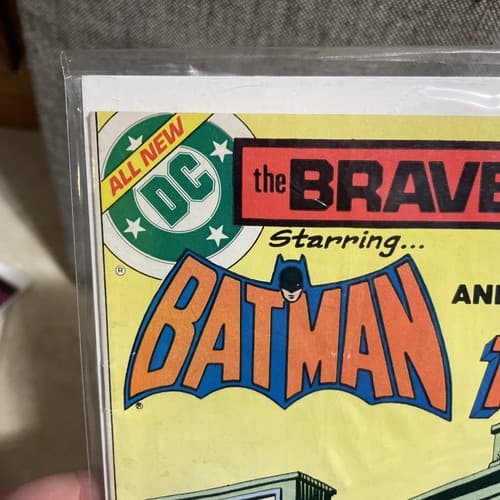 ALL NEW
DC
the BRAVE
Starring...
BATMAN
AND
®
®